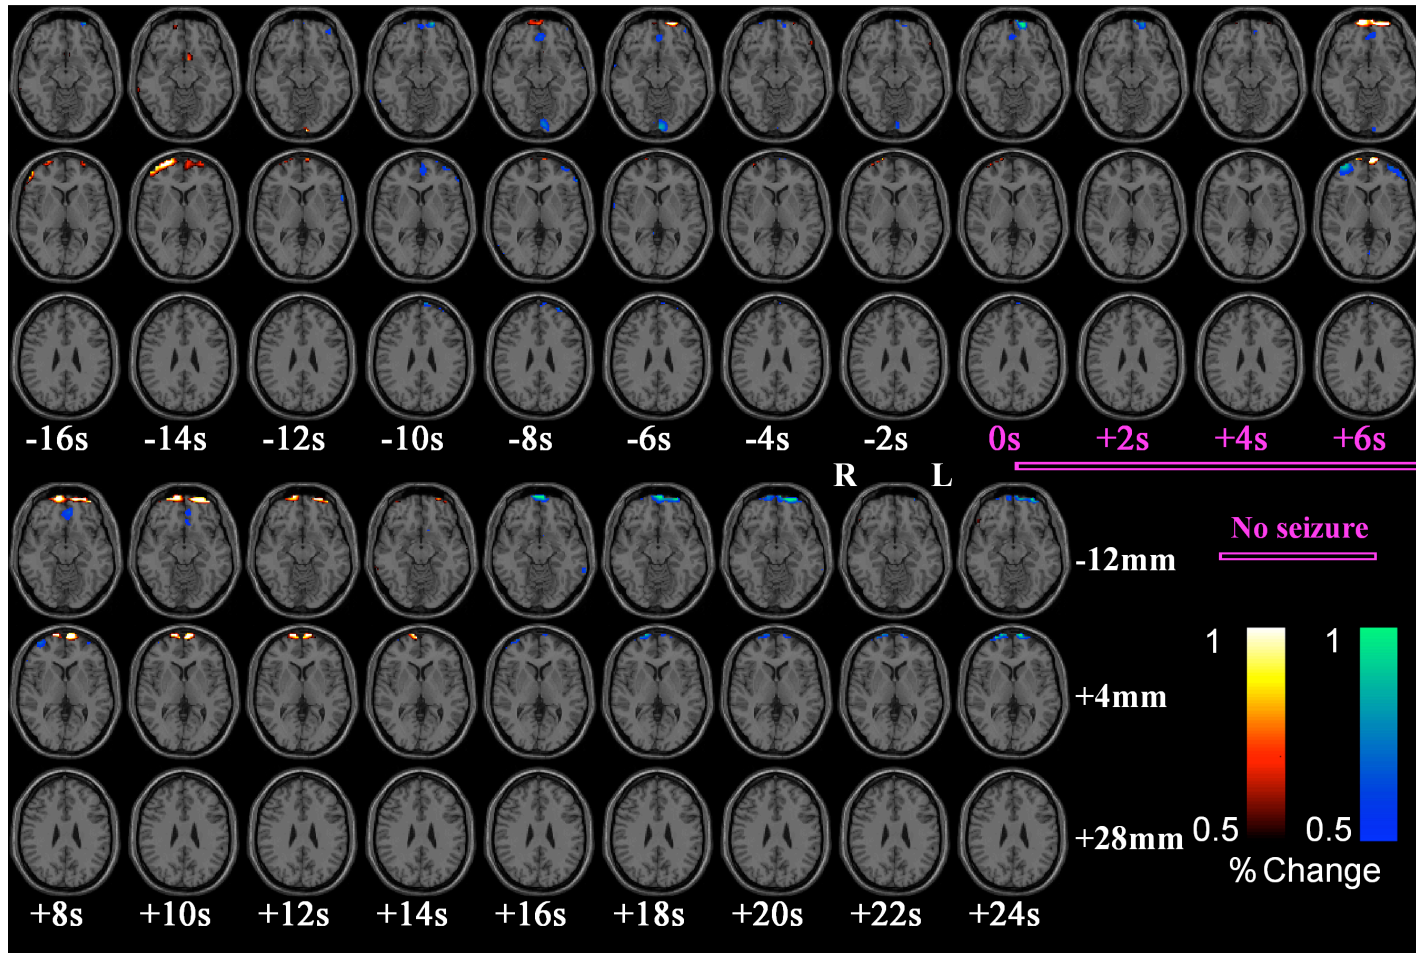 -16s -14s -12s -10s -8s -6s -4s -2s 0s +2s +4s +6s
R L
No seizure
-12mm
1 1
+4mm
0.5 0.5
+28mm
% Change
+8s +10s +12s +14s +16s +18s +20s +22s +24s